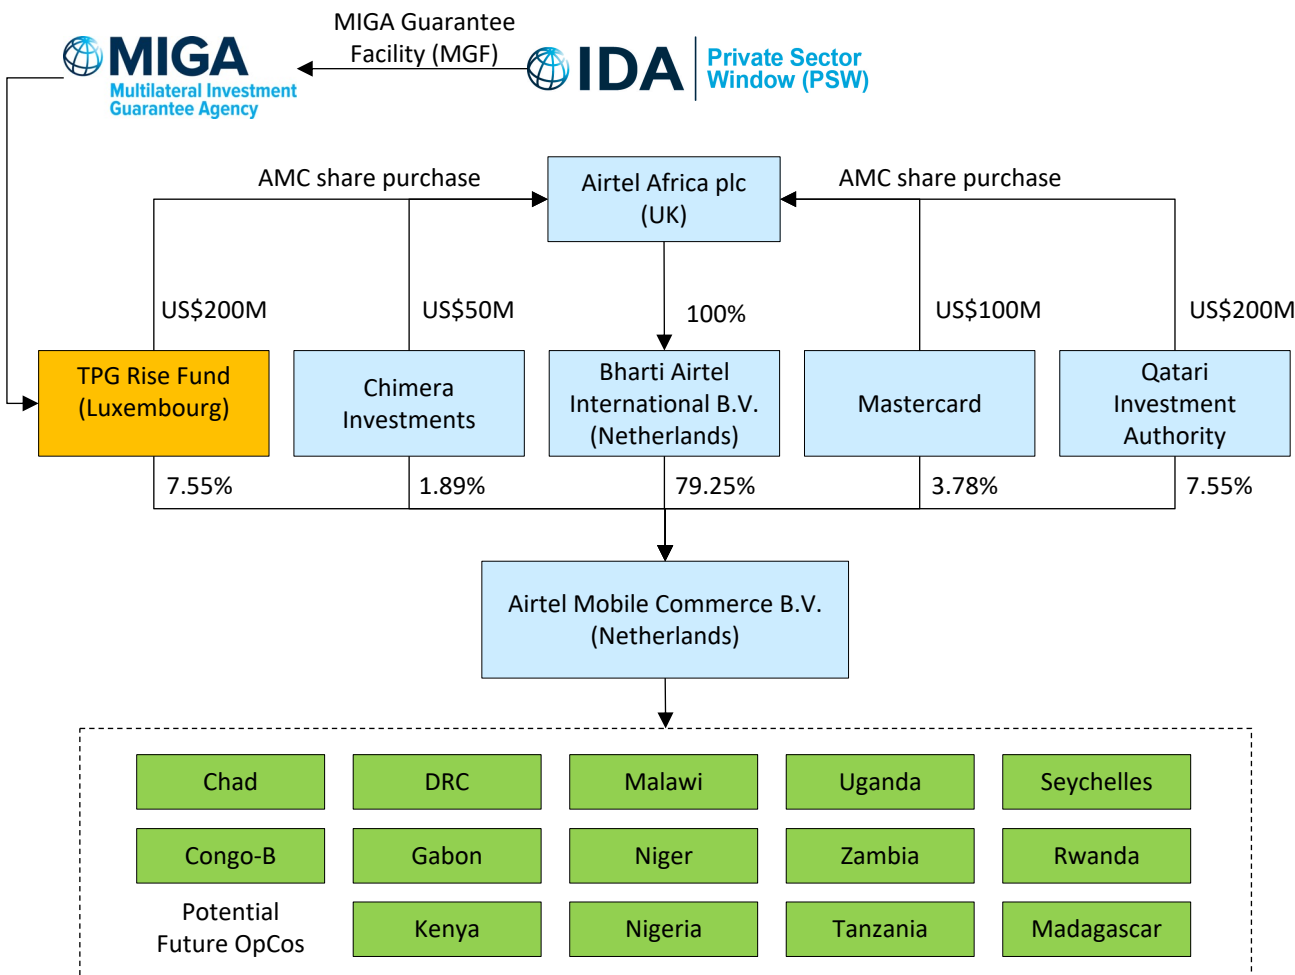 MIGA Guarantee
Facility (MGF)
MIGA
Multilateral Investment
Guarantee Agency
IDA
Private Sector
Window (PSW)
AMC share purchase
Airtel Africa plc
(UK)
AMC share purchase
US$200M
US$50M
100%
US$100M
US$200M
TPG Rise Fund
(Luxembourg)
Chimera
Investments
Bharti Airtel
International B.V.
(Netherlands)
Mastercard
Qatari
Investment
Authority
7.55%
1.89%
79.25%
3.78%
7.55%
Airtel Mobile Commerce B.V.
(Netherlands)
Chad
DRC
Malawi
Uganda
Seychelles
Congo-B
Gabon
Niger
Zambia
Rwanda
Potential
Future OpCos
Kenya
Nigeria
Tanzania
Madagascar